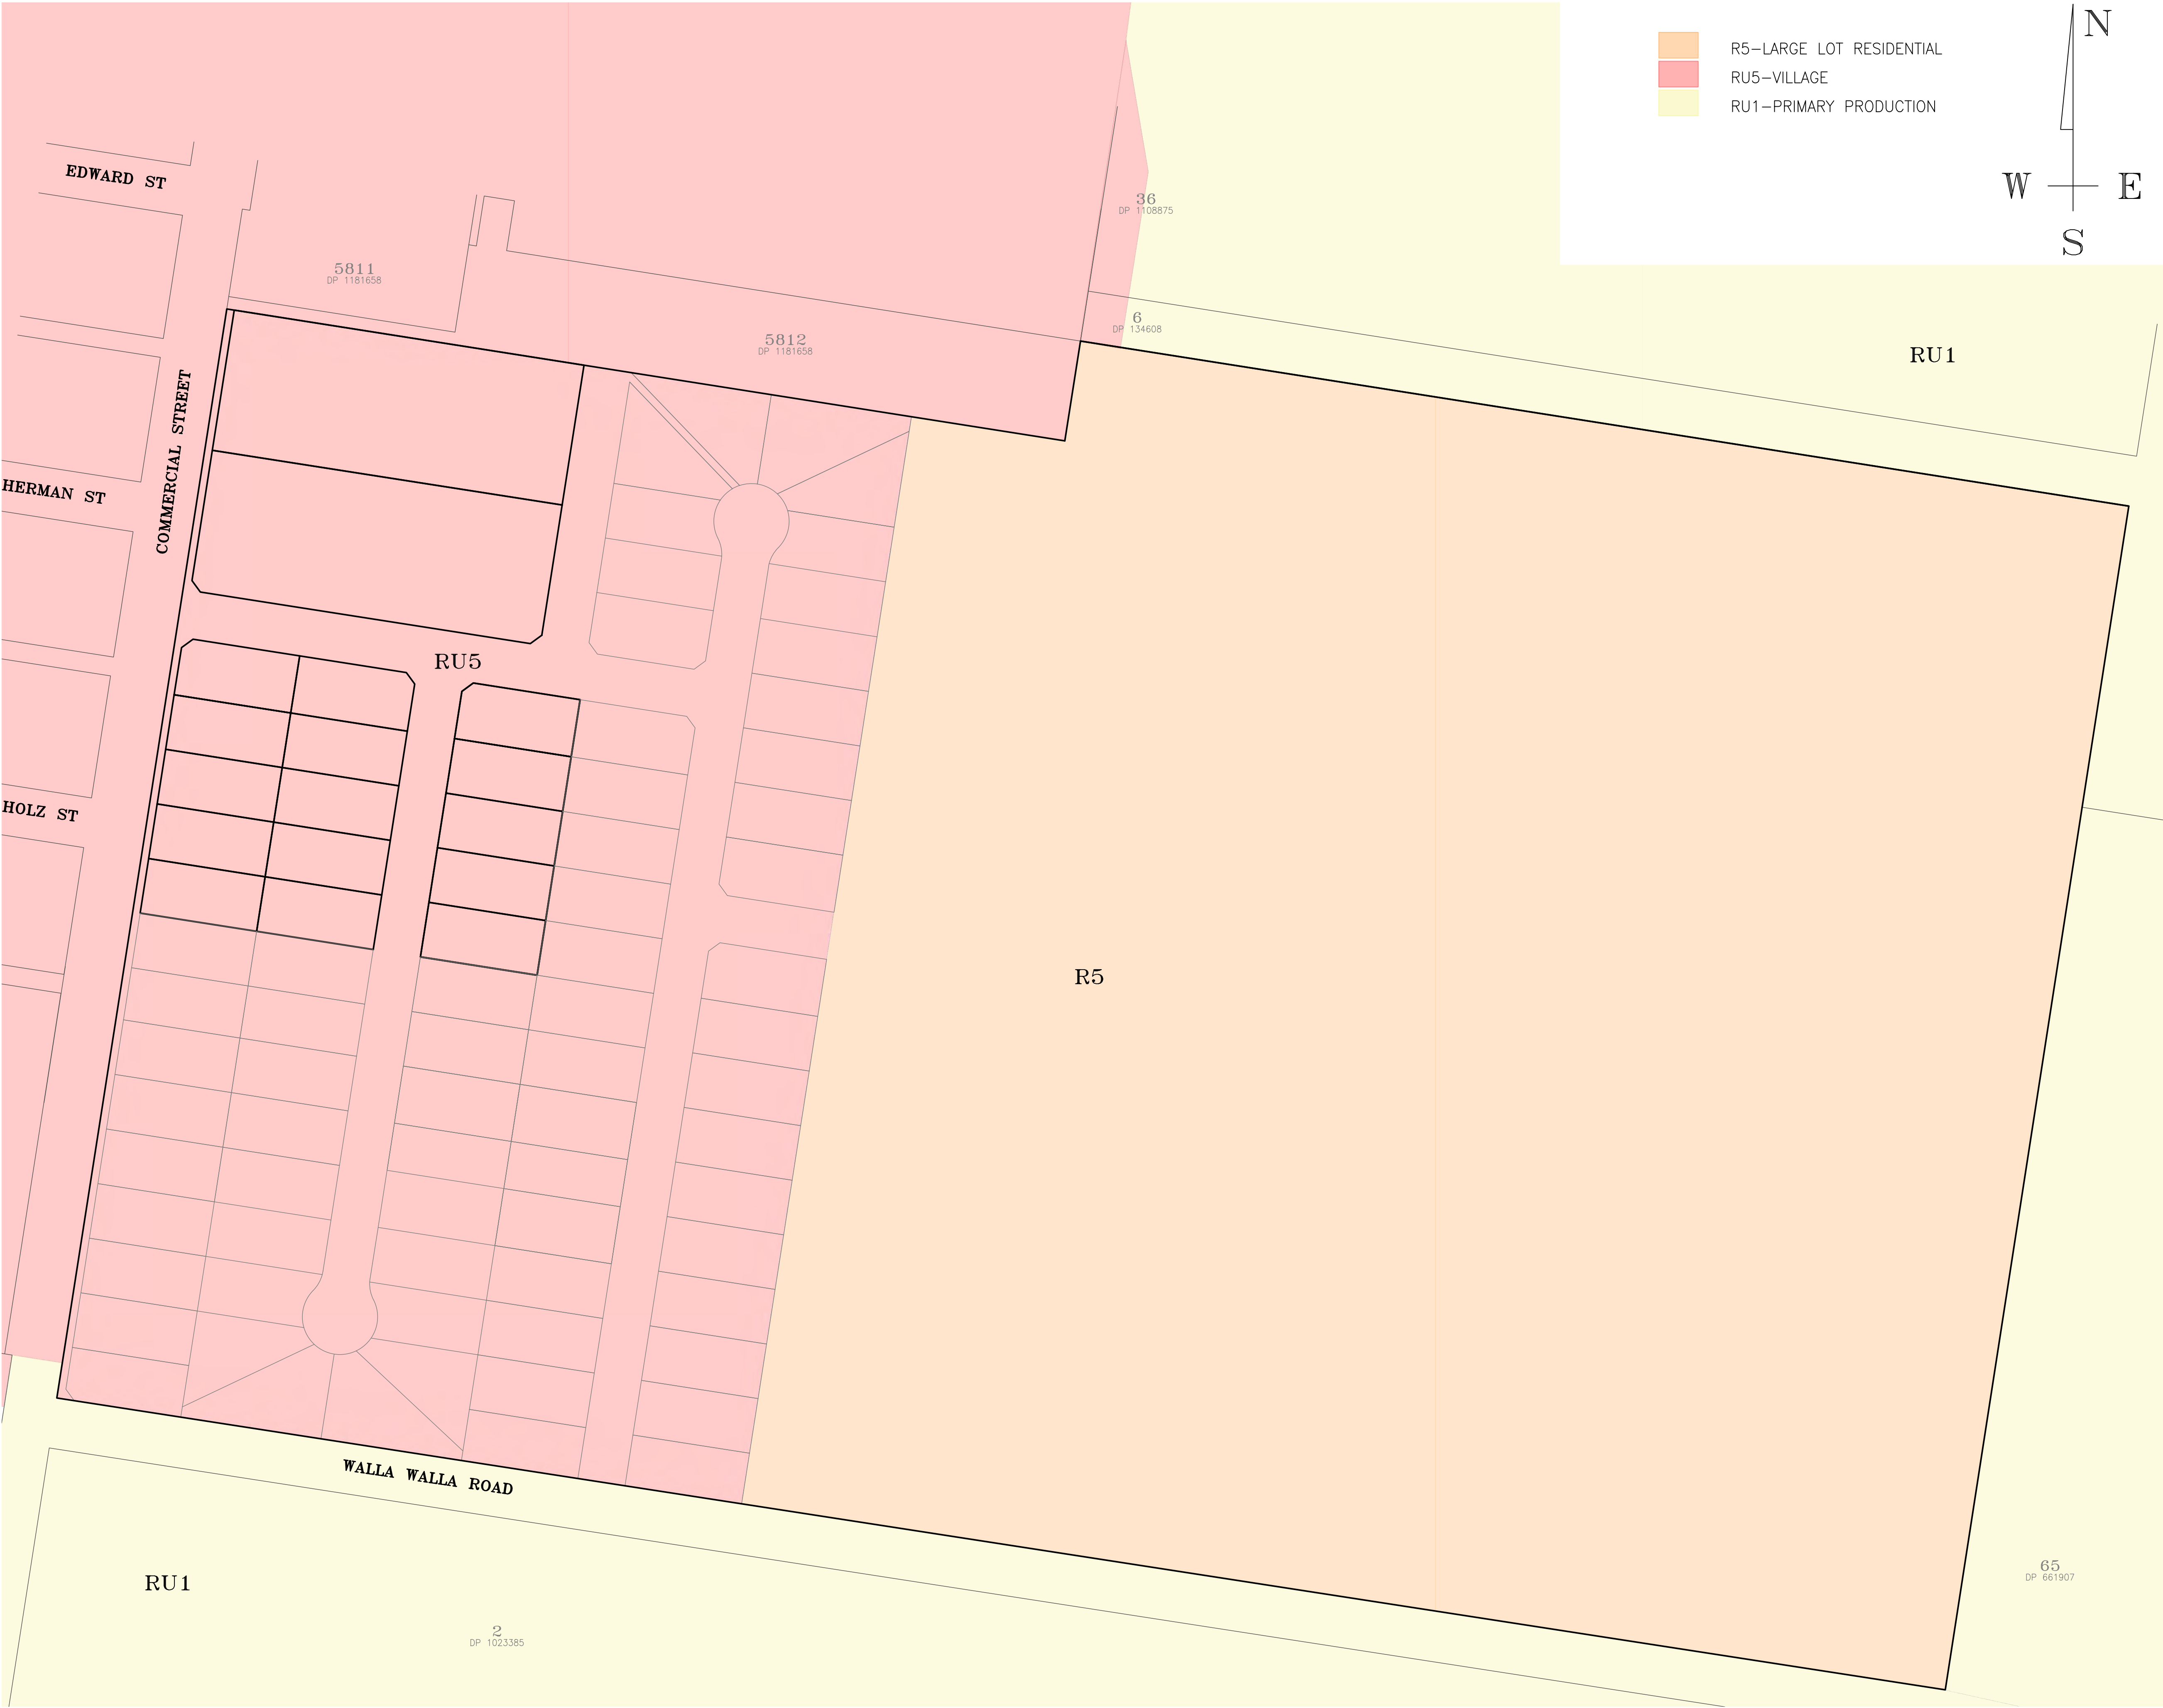 N
R5-LARGE LOT RESIDENTIAL
RU5-VILLAGE
RU1-PRIMARY PRODUCTION
W E
S
EDWARD ST
36
DP 1108875
5811
DP 1181658
6
DP 134608
5812
DP 1181658
RU1
COMMERCIAL STREET
HERMAN ST
RU5
HOLZ ST
R5
WALLA WALLA ROAD
RU1
65
DP 661907
2
DP 1023385